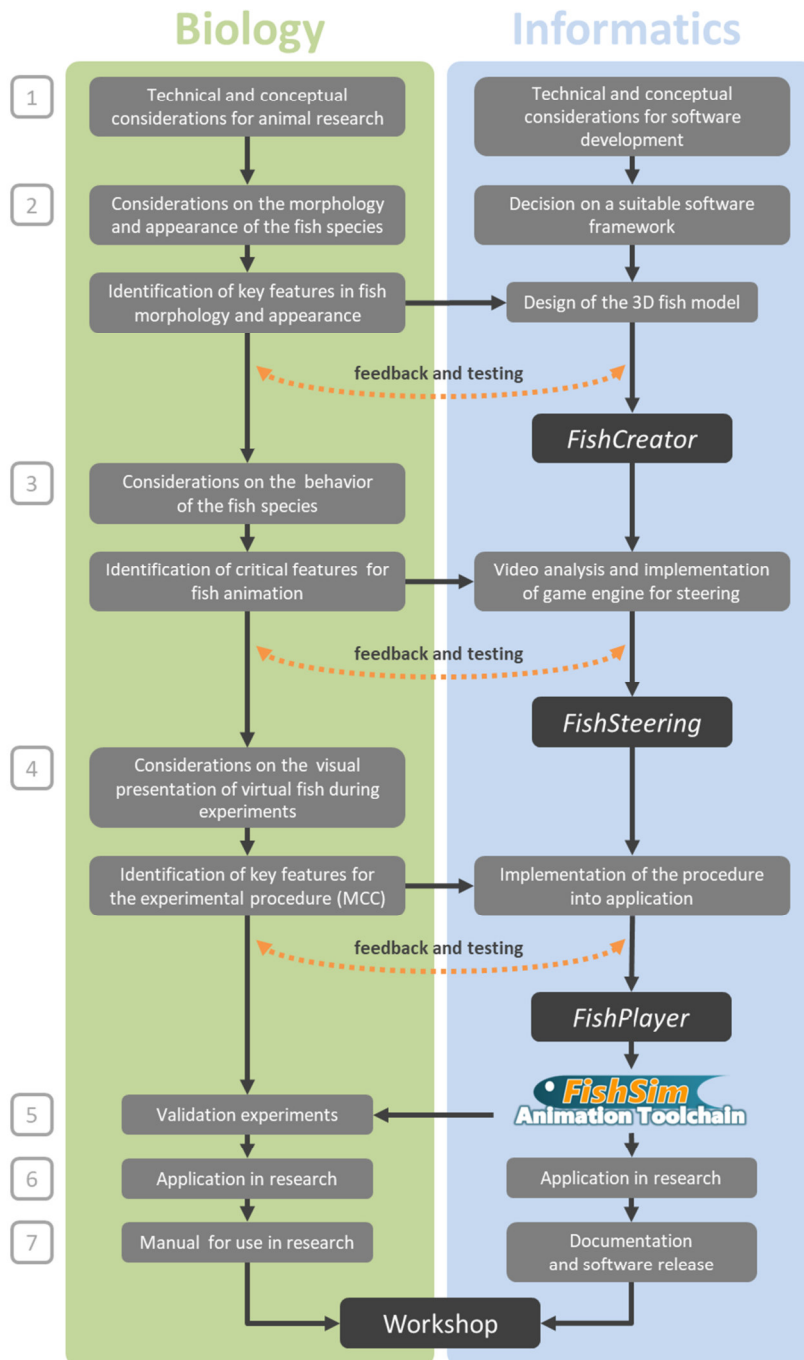 Biology
Informatics
1
Technical and conceptual
considerations for animal research
Technical and conceptual
considerations for software
development
2
Considerations on the morphology
and appearance of the fish species
Decision on a suitable software
framework
Identification of key features in fish
morphology and appearance
Design of the 3D fish model
feedback and testing
FishCreator
3
Considerations on the behavior
of the fish species
Identification of critical features for
fish animation
Video analysis and implementation
of game engine for steering
feedback and testing
FishSteering
4
Considerations on the visual
presentation of virtual fish during
experiments
Identification of key features for
the experimental procedure (MCC)
Implementation of the procedure
into application
feedback and testing
FishPlayer
FishSim
Animation Toolchain
5
Validation experiments
6
Application in research
Application in research
7
Manual for use in research
Documentation
and software release
Workshop